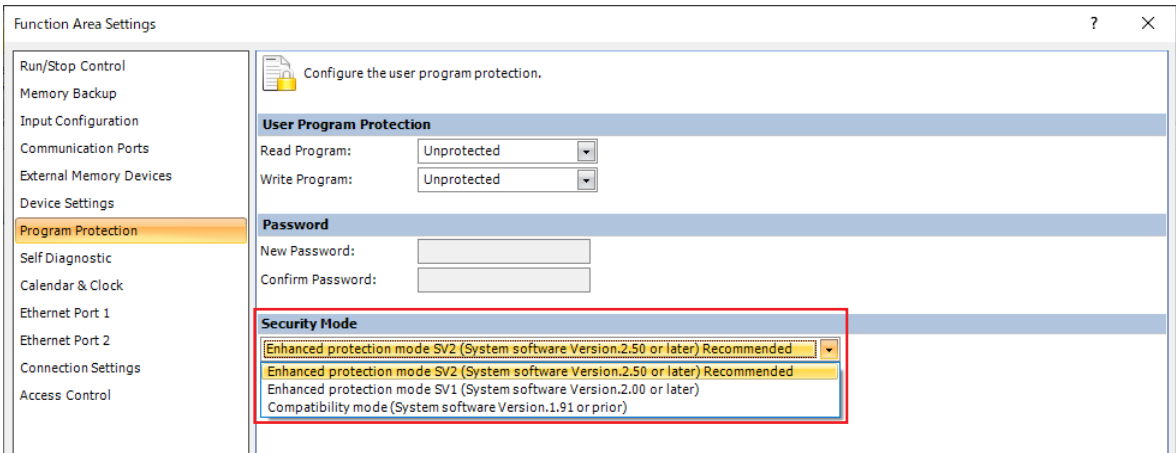 Function Area Settings
?
Run/Stop Control
Memory Backup
Input Configuration
Communication Ports
External Memory Devices
Device Settings
Program Protection
Self Diagnostic
Calendar & Clock
Ethernet Port 1
Ethernet Port 2
Connection Settings
Access Control
Configure the user program protection.
User Program Protection
Read Program: Unprotected
Write Program: Unprotected
Password
New Password:
Confirm Password:
Security Mode
Enhanced protection mode SV2 (System software Version.2.50 or later) Recommended
Enhanced protection mode SV2 (System software Version.2.50 or later) Recommended
Enhanced protection mode SV1 (System software Version.2.00 or later)
Compatibility mode (System software Version.1.91 or prior)